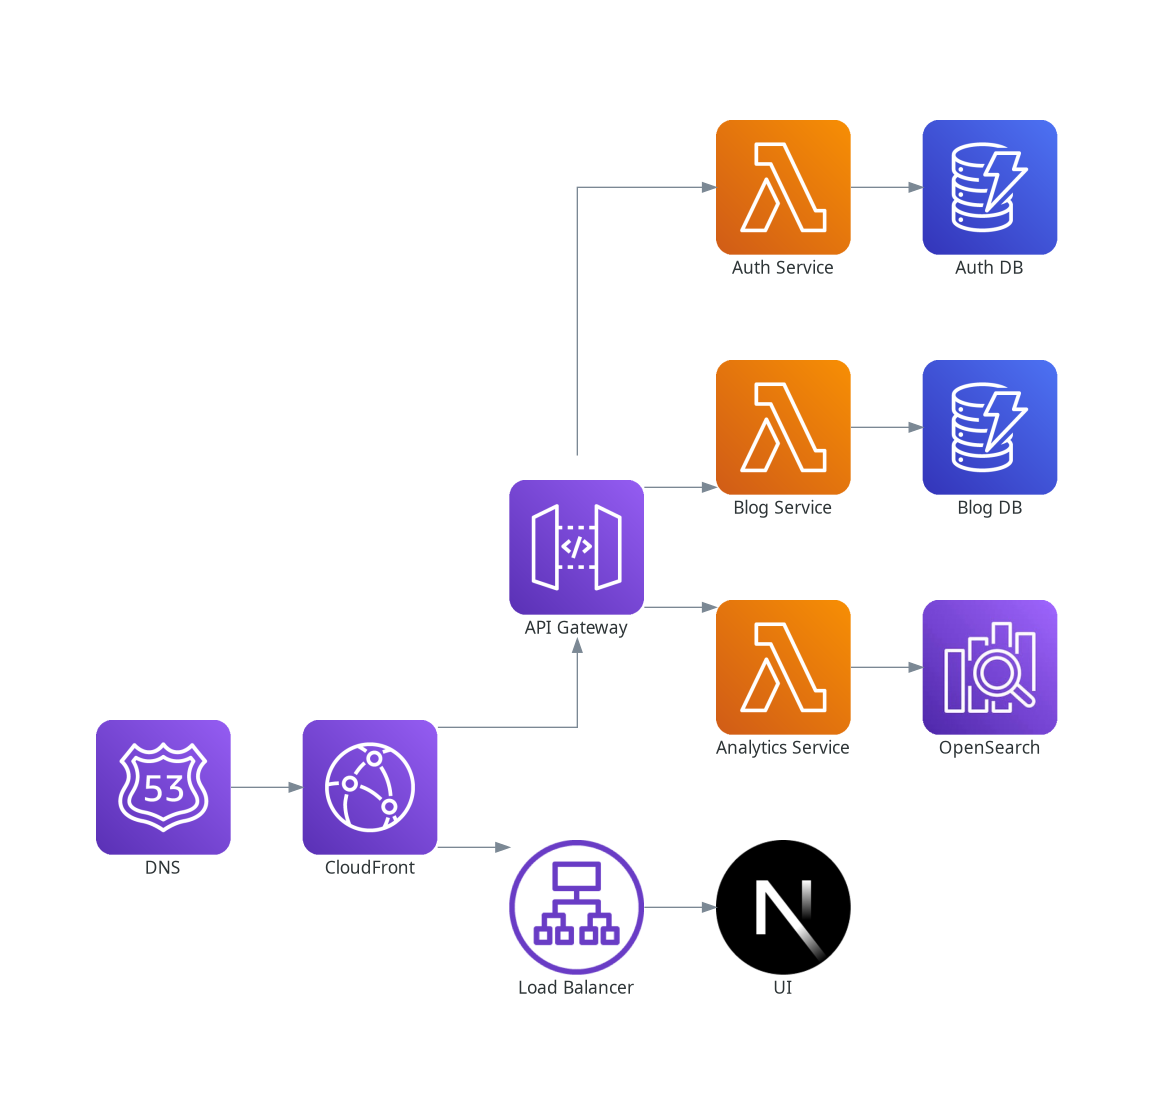 Auth Service
Auth DB
Blog Service
Blog DB
</>
API Gateway
Analytics Service
OpenSearch
53
DNS
CloudFront
Load Balancer
N
UI